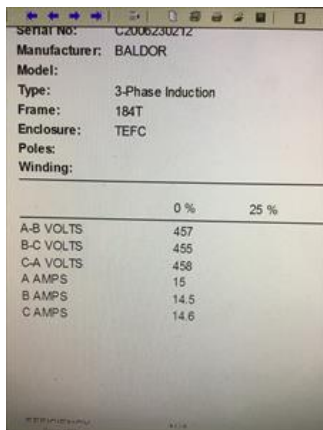 Serial No: C2006230212
Manufacturer: BALDOR
Model:
Type: 3-Phase Induction
Frame: 184T
Enclosure: TEFC
Poles:
Winding:
0 % 25 %
A-B VOLTS 457
B-C VOLTS 455
C-A VOLTS 458
A AMPS 15
B AMPS 14.5
C AMPS 14.6